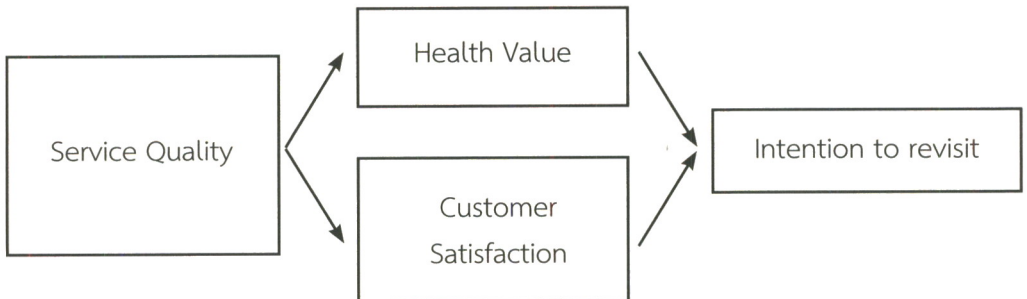 Health Value
Service Quality
Intention to revisit
Customer
Satisfaction